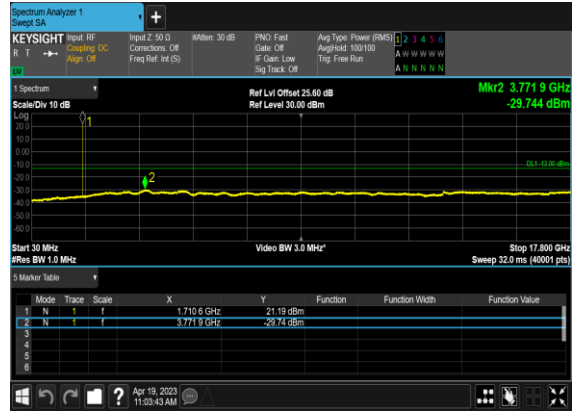 Spectrum Analyzer 1
Swept SA
+
KEYSIGHT
R T
Input: RF
Coupling: DC
Align: Off
Input Z: 50 Ω
Corrections: Off
Freq Ref: Int (S)
#Atten: 30 dB
PNO: Fast
Gate: Off
IF Gain: Low
Sig Track: Off
Avg Type: Power (RMS)
Avg|Hold: 100/100
Trig: Free Run
1 2 3 4 5 6
A W W W W W
A N N N N N
1 Spectrum
Scale/Div 10 dB
Ref Lvl Offset 25.60 dB
Ref Level 30.00 dBm
Mkr2 3.771 9 GHz
-29.744 dBm
Log
20.0
10.0
0.00
-10.0
-20.0
-30.0
-40.0
-50.0
-60.0
1
2
DL1 -13.00 dBm
Start 30 MHz
#Res BW 1.0 MHz
Video BW 3.0 MHz*
Stop 17.800 GHz
Sweep 32.0 ms (40001 pts)
5 Marker Table
Mode Trace Scale X Y Function Function Width Function Value
1 N 1 f 1.710 6 GHz 21.19 dBm
2 N 1 f 3.771 9 GHz -29.74 dBm
3
4
5
6
?
Apr 19, 2023
11:03:43 AM